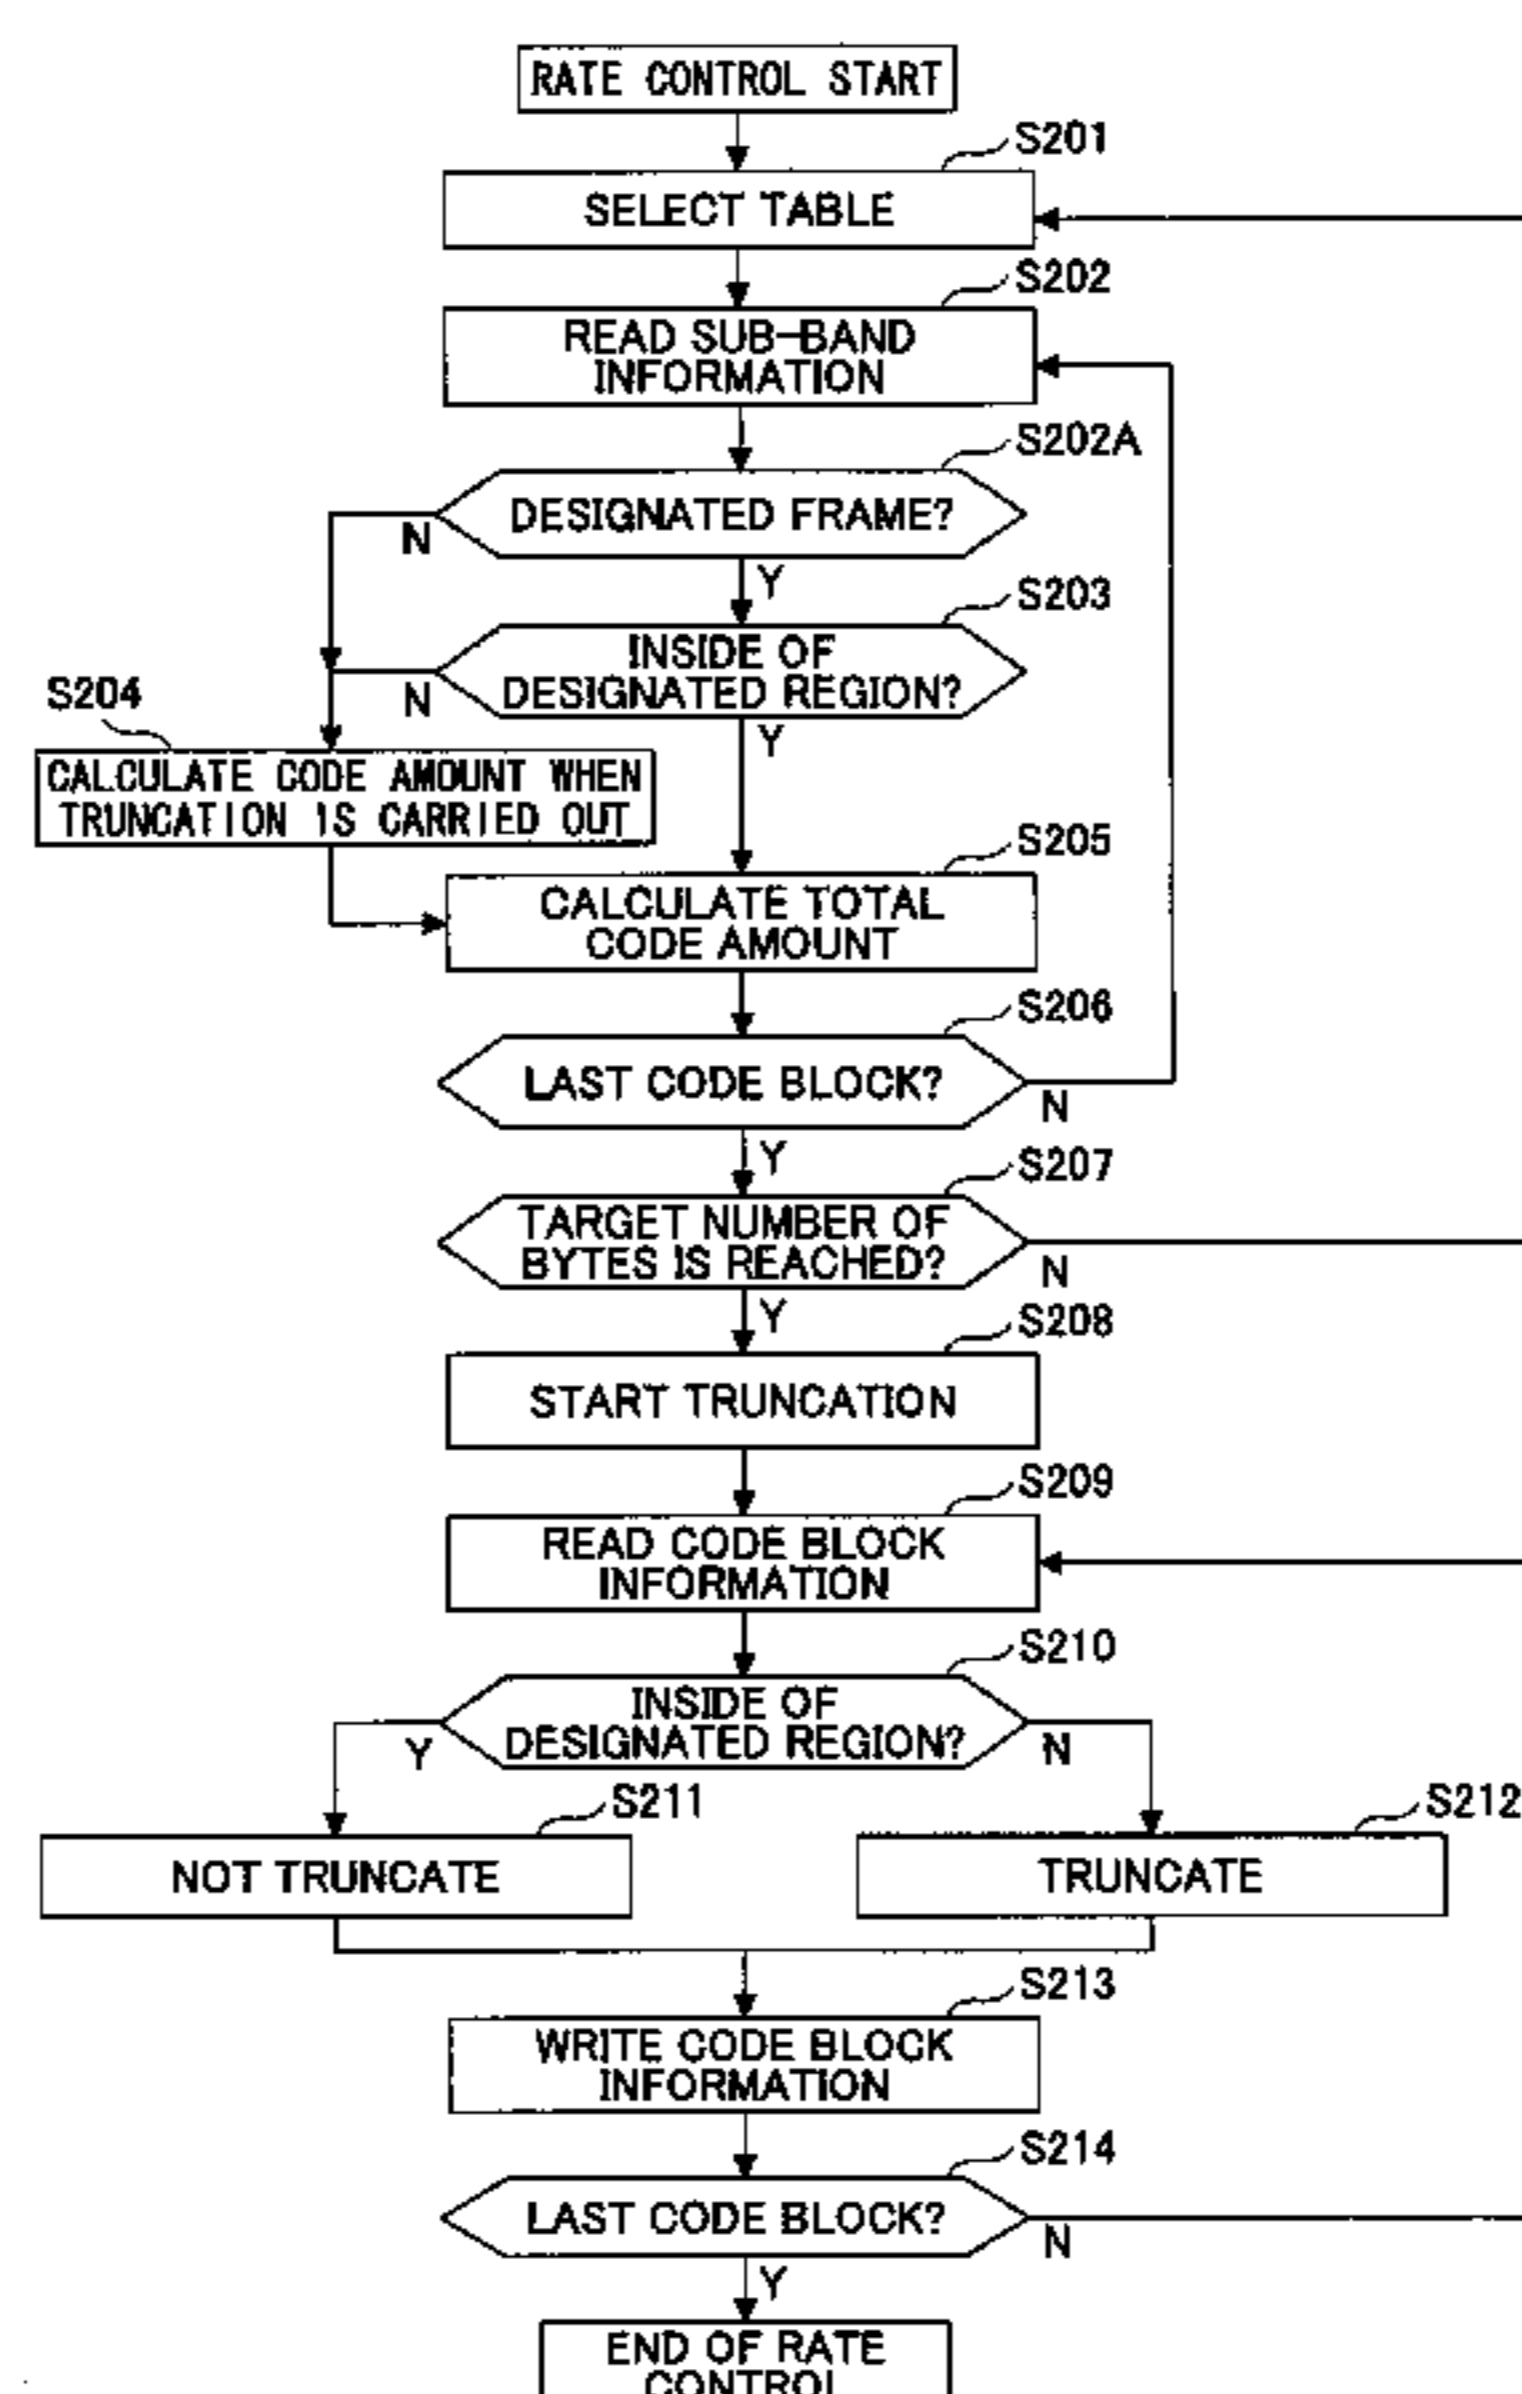 RATE CONTROL START
S201
SELECT TABLE
S202
READ SUB-BAND
INFORMATION
S202A
DESIGNATED FRAME?
N
Y
S203
INSIDE OF
DESIGNATED REGION?
N
Y
S204
CALCULATE CODE AMOUNT WHEN
TRUNCATION IS CARRIED OUT
S205
CALCULATE TOTAL
CODE AMOUNT
S206
LAST CODE BLOCK?
N
Y
S207
TARGET NUMBER OF
BYTES IS REACHED?
N
Y
S208
START TRUNCATION
S209
READ CODE BLOCK
INFORMATION
S210
INSIDE OF
DESIGNATED REGION?
Y
N
S211
S212
NOT TRUNCATE
TRUNCATE
S213
WRITE CODE BLOCK
INFORMATION
S214
LAST CODE BLOCK?
N
Y
END OF RATE
CONTROL